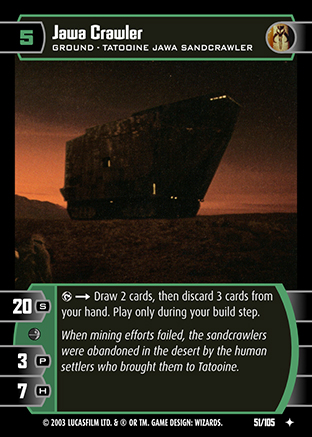 5 Jawa Crawler
GROUND - TATOOINE JAWA SANDCRAWLER
20 S
3 P
7 H
→ Draw 2 cards, then discard 3 cards from
your hand. Play only during your build step.
When mining efforts failed, the sandcrawlers
were abandoned in the desert by the human
settlers who brought them to Tatooine.
© 2003 LUCASFILM LTD. & ® OR TM. GAME DESIGN: WIZARDS. 51/105